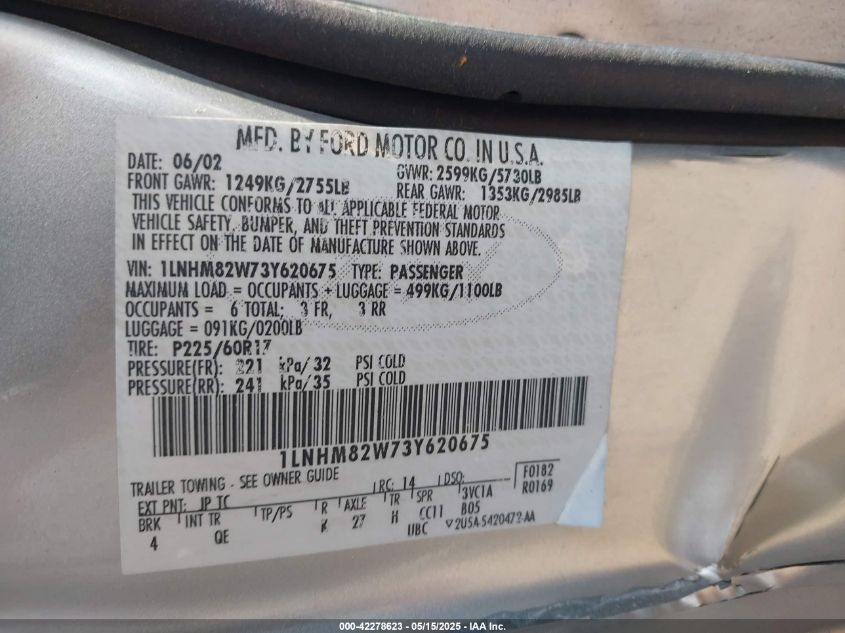 MFD. BY FORD MOTOR CO. IN U.S.A.
DATE: 06/02 GVWR: 2599KG/5730LB
FRONT GAWR: 1249KG/2755LB REAR GAWR: 1353KG/2985LB
THIS VEHICLE CONFORMS TO ALL APPLICABLE FEDERAL MOTOR
VEHICLE SAFETY, BUMPER, AND THEFT PREVENTION STANDARDS
IN EFFECT ON THE DATE OF MANUFACTURE SHOWN ABOVE.
VIN: 1LNHM82W73Y620675 TYPE: PASSENGER
MAXIMUM LOAD = OCCUPANTS + LUGGAGE = 499KG/1100LB
OCCUPANTS = 6 TOTAL; 3 FR, 3 RR
LUGGAGE = 091KG/0200LB
TIRE: P225/60R17
PRESSURE(FR): 221 kPa/32 PSI COLD
PRESSURE(RR): 241 kPa/35 PSI COLD
1LNHM82W73Y620675
TRAILER TOWING - SEE OWNER GUIDE
EXT PNT: JP TC RC: 14 DSO: F0182
BRK INT TR TP/PS R AXLE TR SPR 3VC1A R0169
4 QE K 27 H CC11 B05
UBC V2U5A-5420472-AA
000-42278623 - 05/15/2025 - IAAI Inc.